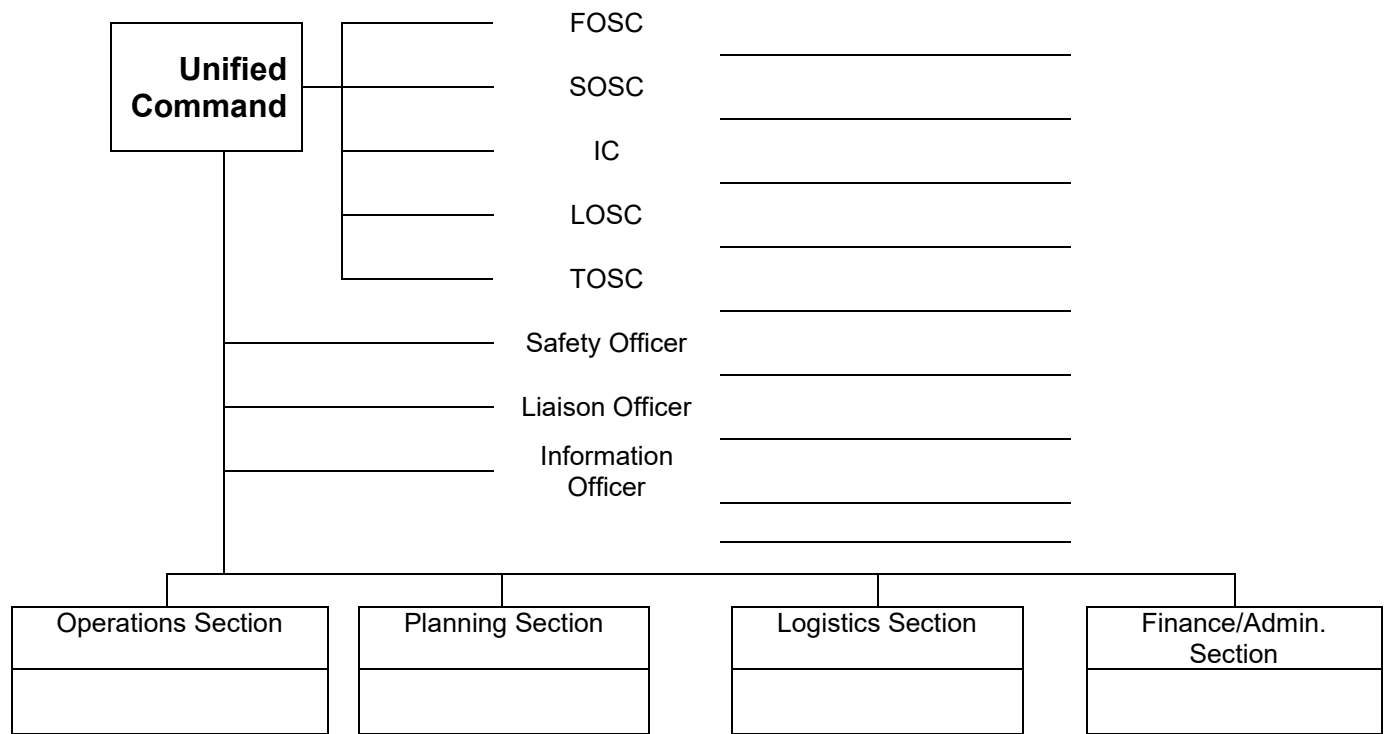 Unified
Command
FOSC
SOSC
IC
LOSC
TOSC
Safety Officer
Liaison Officer
Information
Officer
Operations Section
Planning Section
Logistics Section
Finance/Admin.
Section